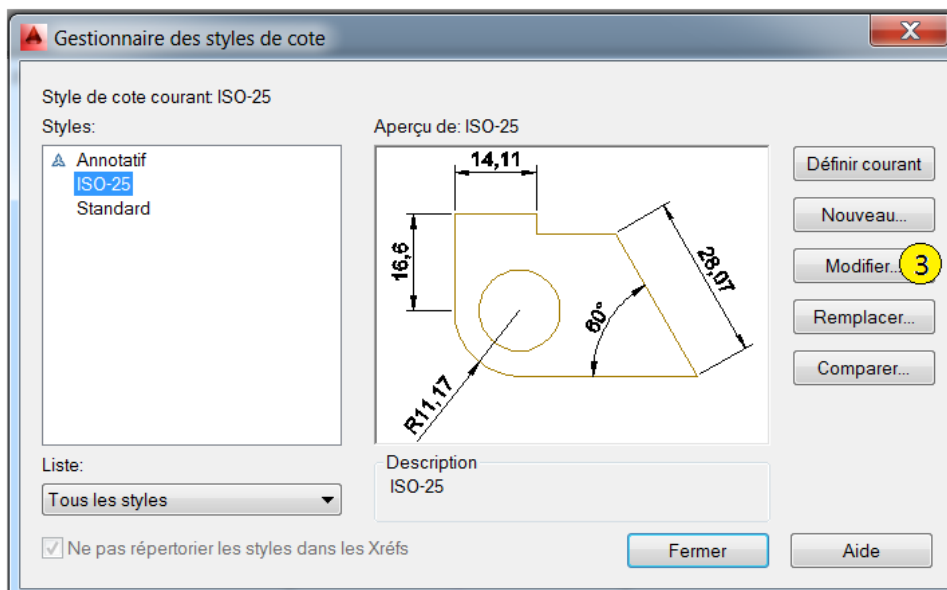 Gestionnaire des styles de cote
X
Style de cote courant: ISO-25
Styles:
Annotatif
ISO-25
Standard
Aperçu de: ISO-25
14,11
16,6
28,07
60°
R11,17
Définir courant
Nouveau...
Modifier...
3
Remplacer...
Comparer...
Liste:
Tous les styles
Description
ISO-25
Ne pas répertorier les styles dans les Xréfs
Fermer
Aide